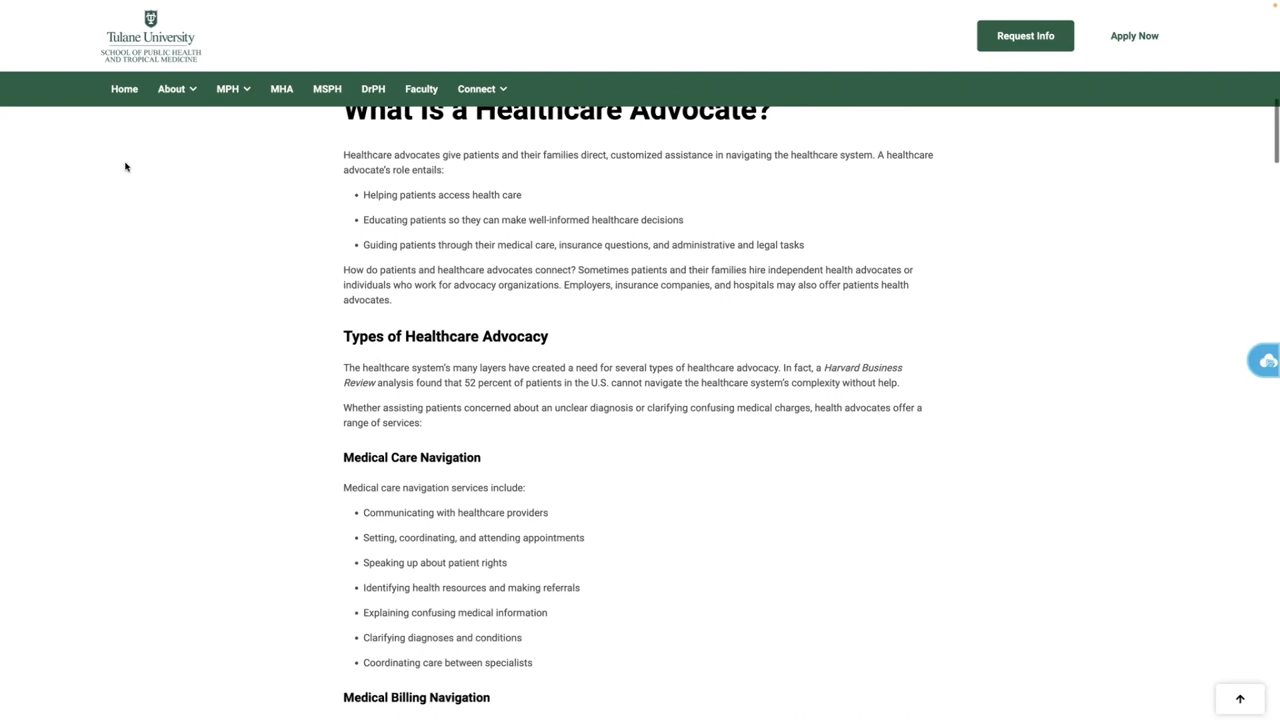 Tulane University
SCHOOL OF PUBLIC HEALTH
AND TROPICAL MEDICINE
Request Info
Apply Now
Home About MPH MHA MSPH DrPH Faculty Connect
What is a Healthcare Advocate?
Healthcare advocates give patients and their families direct, customized assistance in navigating the healthcare system. A healthcare
advocate's role entails:
• Helping patients access health care
• Educating patients so they can make well-informed healthcare decisions
• Guiding patients through their medical care, insurance questions, and administrative and legal tasks
How do patients and healthcare advocates connect? Sometimes patients and their families hire independent health advocates or
individuals who work for advocacy organizations. Employers, insurance companies, and hospitals may also offer patients health
advocates.
Types of Healthcare Advocacy
The healthcare system's many layers have created a need for several types of healthcare advocacy. In fact, a Harvard Business
Review analysis found that 52 percent of patients in the U.S. cannot navigate the healthcare system's complexity without help.
Whether assisting patients concerned about an unclear diagnosis or clarifying confusing medical charges, health advocates offer a
range of services:
Medical Care Navigation
Medical care navigation services include:
• Communicating with healthcare providers
• Setting, coordinating, and attending appointments
• Speaking up about patient rights
• Identifying health resources and making referrals
• Explaining confusing medical information
• Clarifying diagnoses and conditions
• Coordinating care between specialists
Medical Billing Navigation